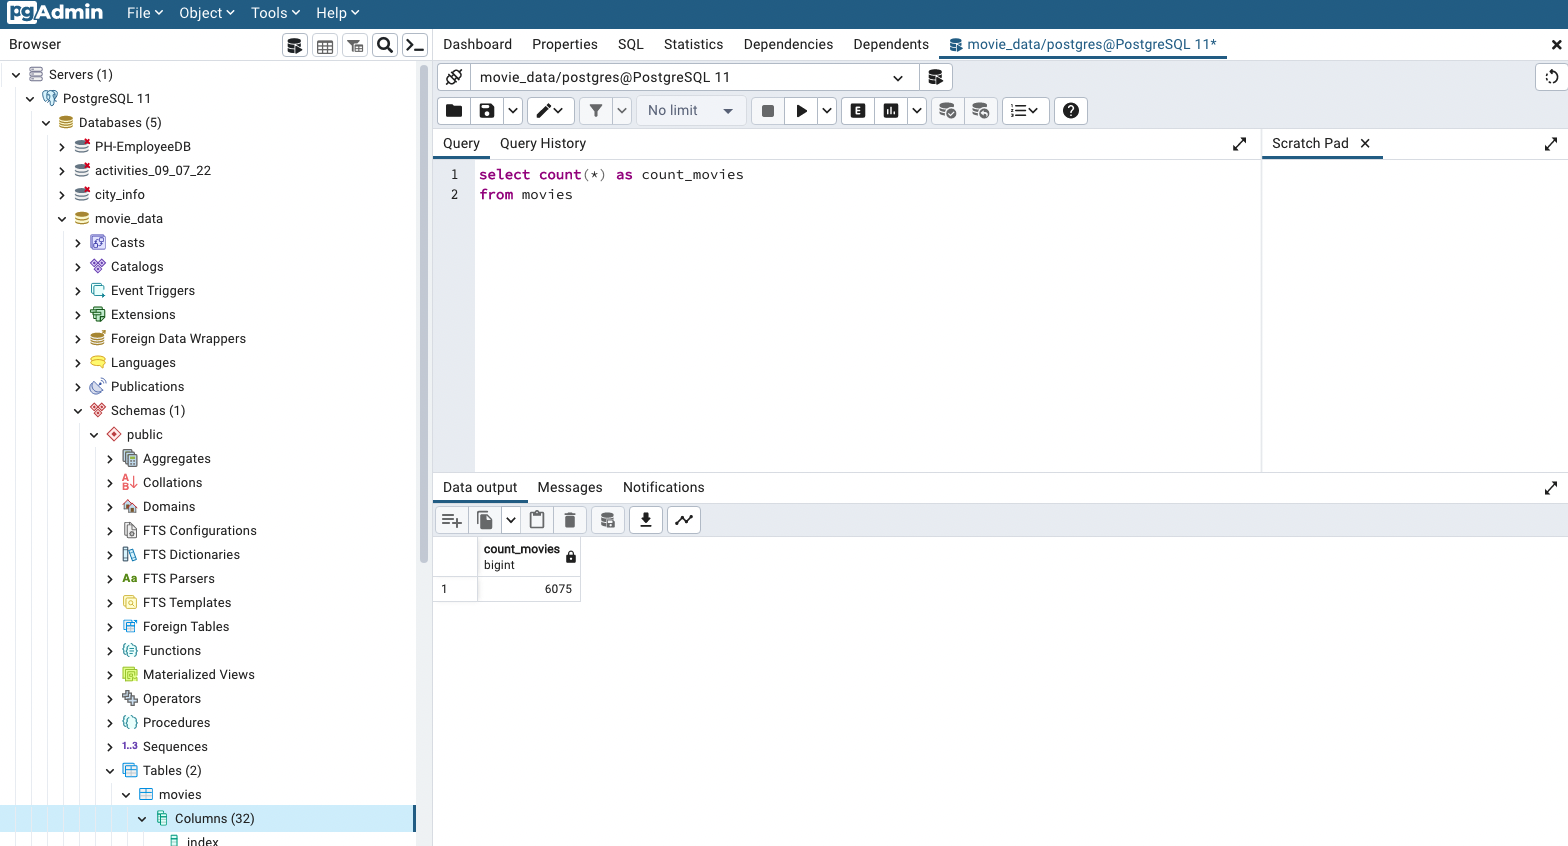 pgAdmin File Object Tools Help
Browser
Dashboard Properties SQL Statistics Dependencies Dependents movie_data/postgres@PostgreSQL 11*
movie_data/postgres@PostgreSQL 11
No limit
E
Query Query History
Scratch Pad
1 select count(*) as count_movies
2 from movies
Servers (1)
PostgreSQL 11
Databases (5)
PH-EmployeeDB
activities_09_07_22
city_info
movie_data
Casts
Catalogs
Event Triggers
Extensions
Foreign Data Wrappers
Languages
Publications
Schemas (1)
public
Aggregates
Collations
Domains
FTS Configurations
FTS Dictionaries
Aa FTS Parsers
FTS Templates
Foreign Tables
Functions
Materialized Views
Operators
Procedures
1..3 Sequences
Tables (2)
movies
Columns (32)
index
Data output Messages Notifications
count_movies
bigint
1 6075